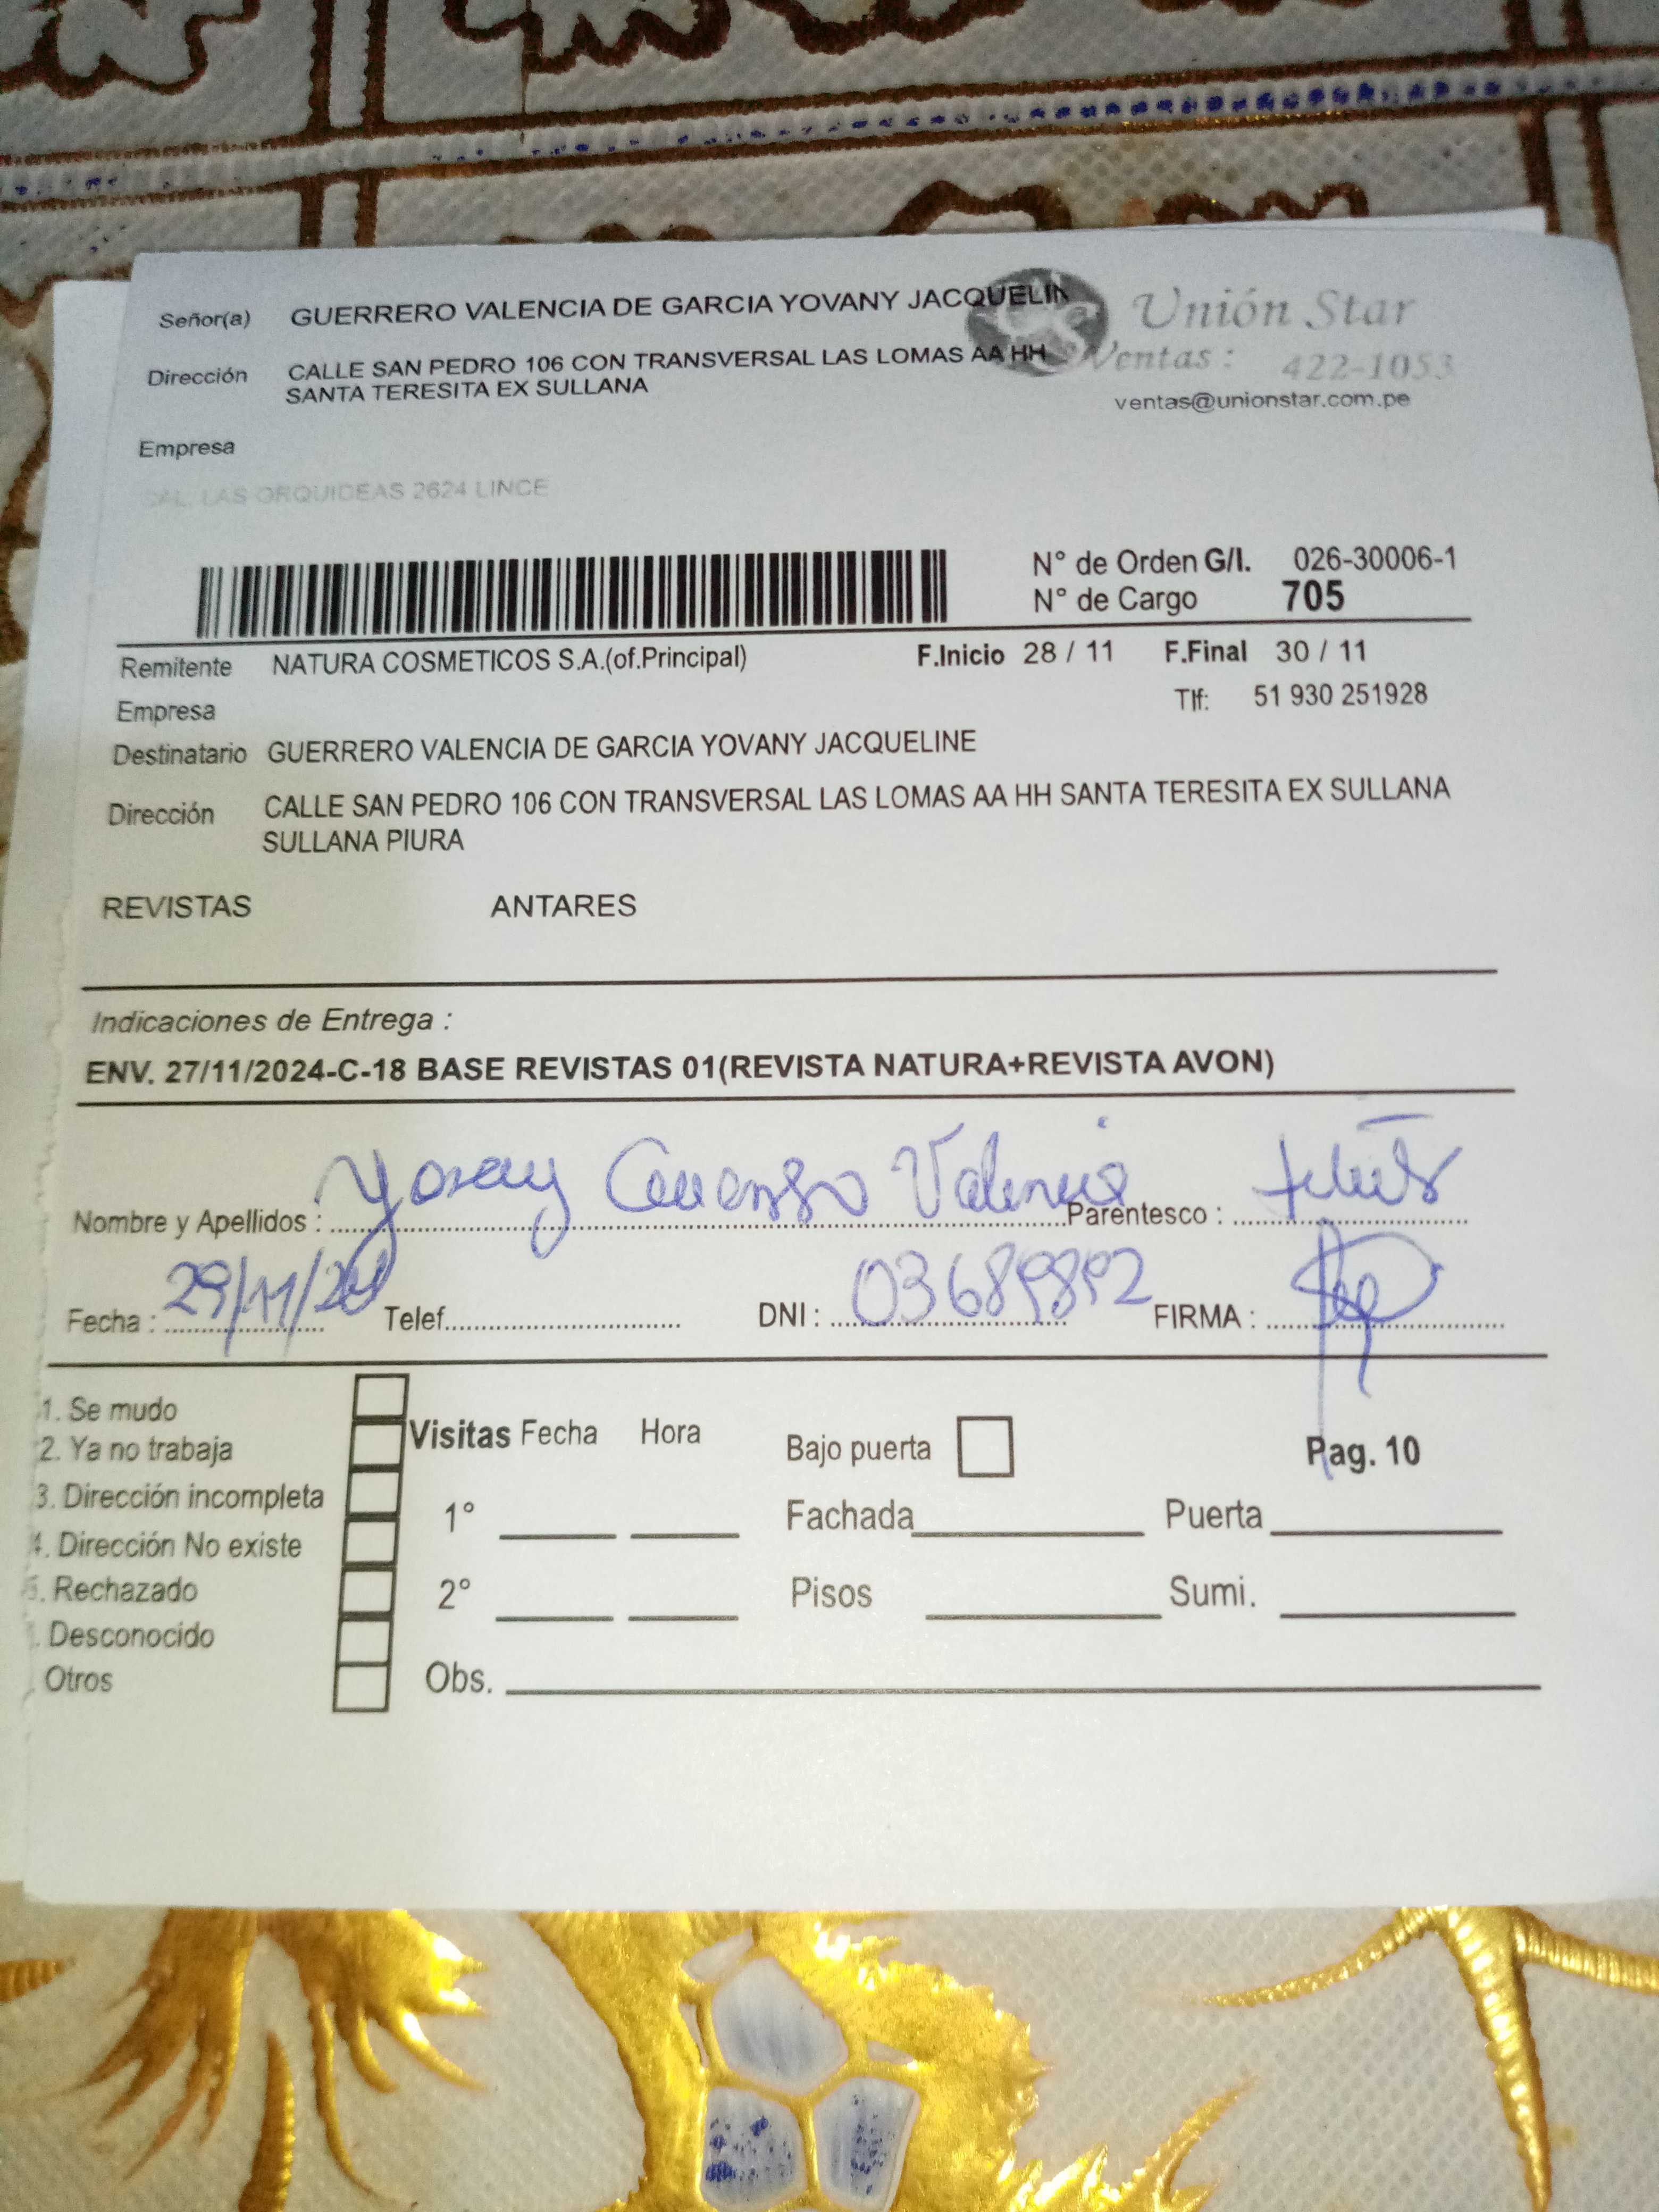 Señor(a) GUERRERO VALENCIA DE GARCIA YOVANY JACQUELIN
Unión Star
Dirección CALLE SAN PEDRO 106 CON TRANSVERSAL LAS LOMAS AA HH
SANTA TERESITA EX SULLANA
Ventas : 422-1053
ventas@unionstar.com.pe
Empresa
CAL. LAS ORQUIDEAS 2624 LINCE
N° de Orden G/I. 026-30006-1
N° de Cargo 705
Remitente NATURA COSMETICOS S.A.(of.Principal) F.Inicio 28 / 11 F.Final 30 / 11
Empresa Tlf: 51 930 251928
Destinatario GUERRERO VALENCIA DE GARCIA YOVANY JACQUELINE
Dirección CALLE SAN PEDRO 106 CON TRANSVERSAL LAS LOMAS AA HH SANTA TERESITA EX SULLANA
SULLANA PIURA
REVISTAS ANTARES
Indicaciones de Entrega :
ENV. 27/11/2024-C-18 BASE REVISTAS 01(REVISTA NATURA+REVISTA AVON)
Nombre y Apellidos : Valencia Parentesco :
Fecha : 29/11/24 Telef. DNI : 03689892 FIRMA :
1. Se mudo
2. Ya no trabaja
3. Dirección incompleta
4. Dirección No existe
5. Rechazado
. Desconocido
Otros
Visitas Fecha Hora
1°
2°
Obs.
Bajo puerta Pag. 10
Fachada Puerta
Pisos Sumi.